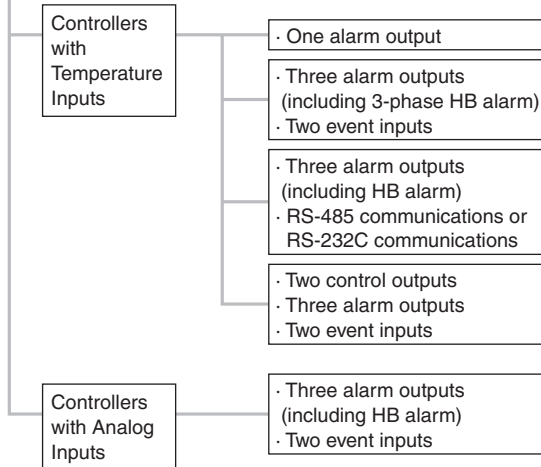 Controllers
with
Temperature
Inputs
· One alarm output
· Three alarm outputs
(including 3-phase HB alarm)
· Two event inputs
· Three alarm outputs
(including HB alarm)
· RS-485 communications or
RS-232C communications
· Two control outputs
· Three alarm outputs
· Two event inputs
Controllers
with Analog
Inputs
· Three alarm outputs
(including HB alarm)
· Two event inputs